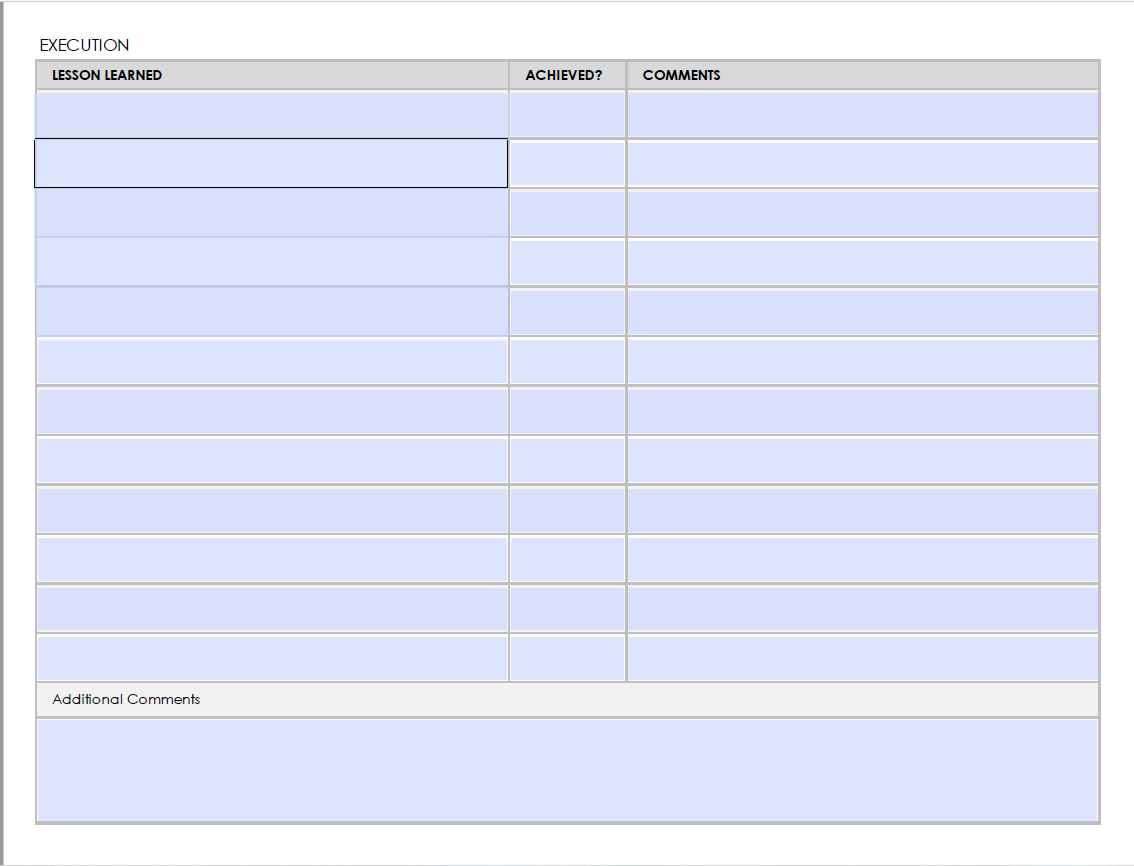 EXECUTION
LESSON LEARNED ACHIEVED? COMMENTS
Additional Comments